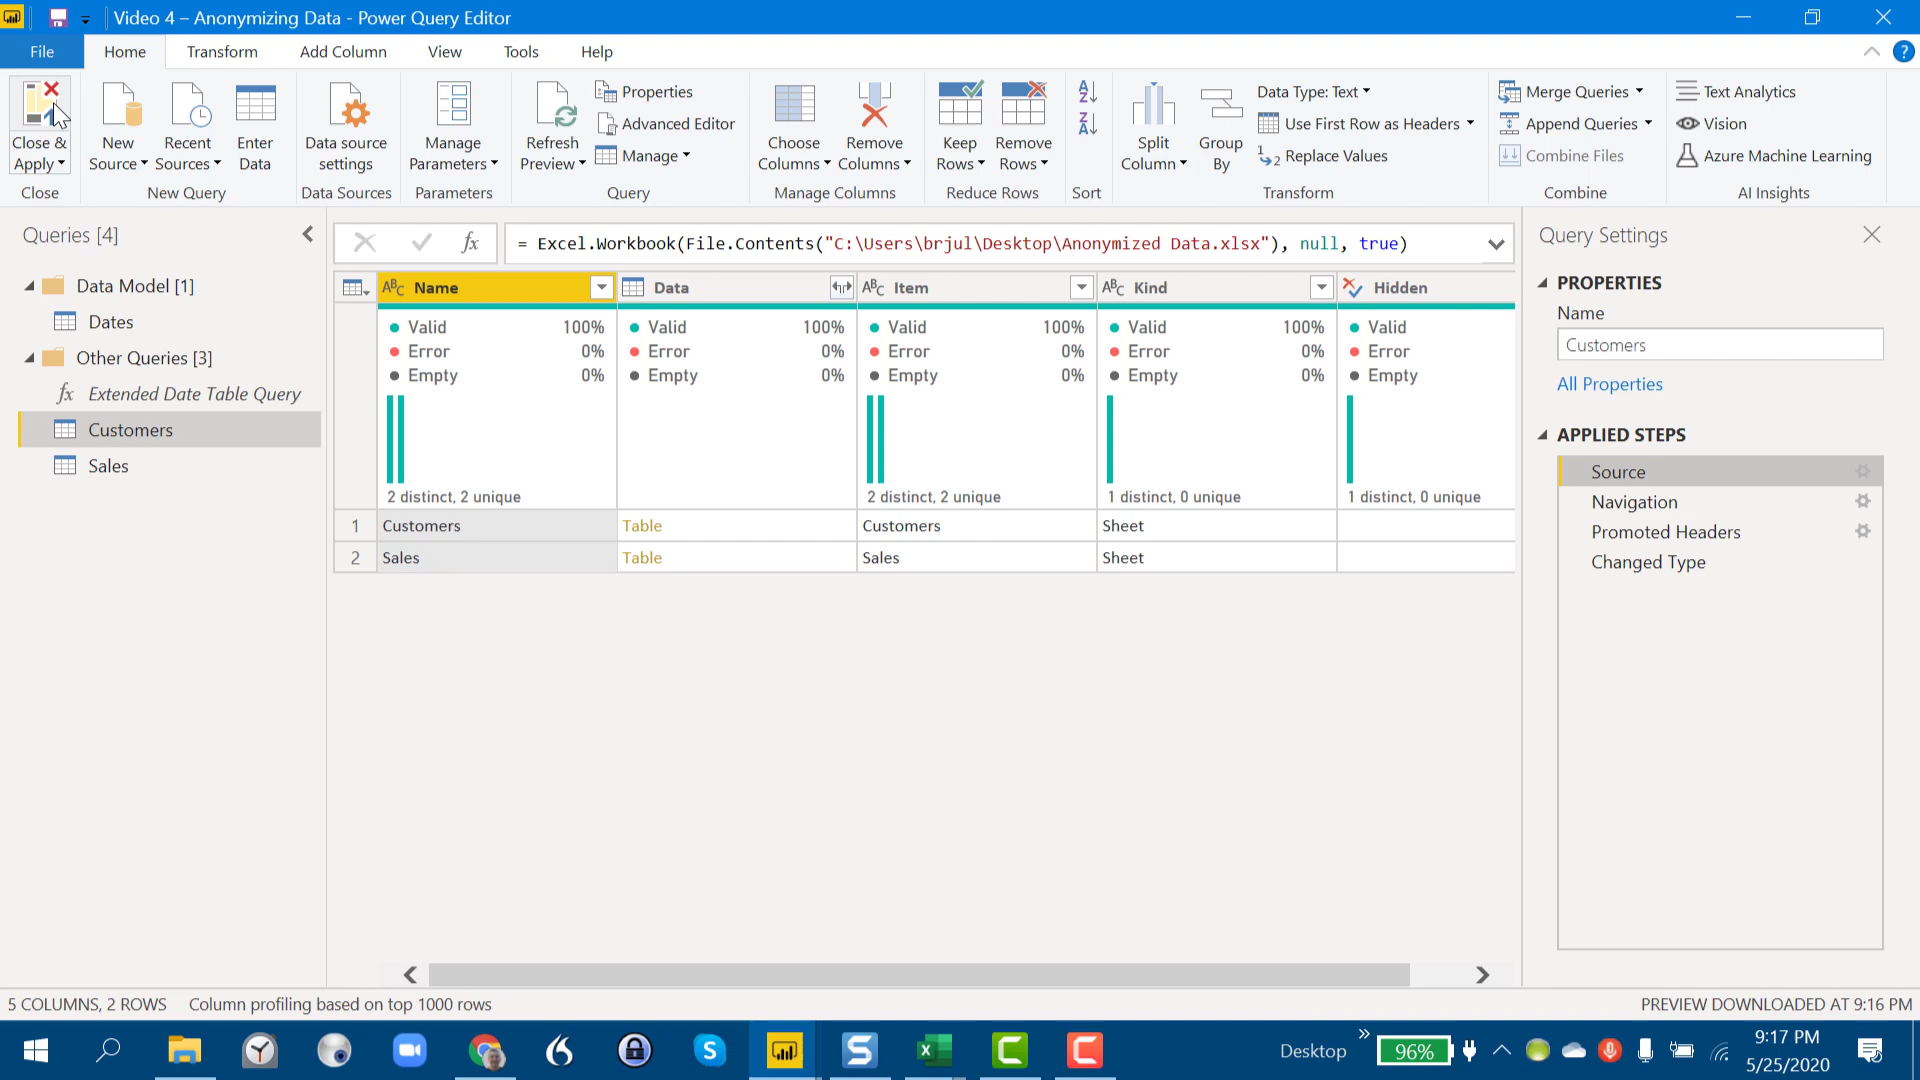 Video 4 – Anonymizing Data - Power Query Editor
File Home Transform Add Column View Tools Help
Close & Apply
New Source
Recent Sources
Enter Data
Data source settings
Manage Parameters
Refresh Preview
Properties
Advanced Editor
Manage
Choose Columns
Remove Columns
Keep Rows
Remove Rows
Split Column
Group By
Data Type: Text
Use First Row as Headers
Replace Values
Merge Queries
Append Queries
Combine Files
Text Analytics
Vision
Azure Machine Learning
Close New Query Data Sources Parameters Query Manage Columns Reduce Rows Sort Transform Combine AI Insights
Queries [4]
Data Model [1]
Dates
Other Queries [3]
fx Extended Date Table Query
Customers
Sales
fx = Excel.Workbook(File.Contents("C:\Users\brjul\Desktop\Anonymized Data.xlsx"), null, true)
ABC Name Data ABC Item ABC Kind Hidden
Valid 100% Valid 100% Valid 100% Valid 100% Valid
Error 0% Error 0% Error 0% Error 0% Error
Empty 0% Empty 0% Empty 0% Empty 0% Empty
2 distinct, 2 unique 2 distinct, 2 unique 1 distinct, 0 unique 1 distinct, 0 unique
1 Customers Table Customers Sheet
2 Sales Table Sales Sheet
Query Settings
PROPERTIES
Name
Customers
All Properties
APPLIED STEPS
Source
Navigation
Promoted Headers
Changed Type
5 COLUMNS, 2 ROWS Column profiling based on top 1000 rows PREVIEW DOWNLOADED AT 9:16 PM
Desktop 96% 9:17 PM
5/25/2020